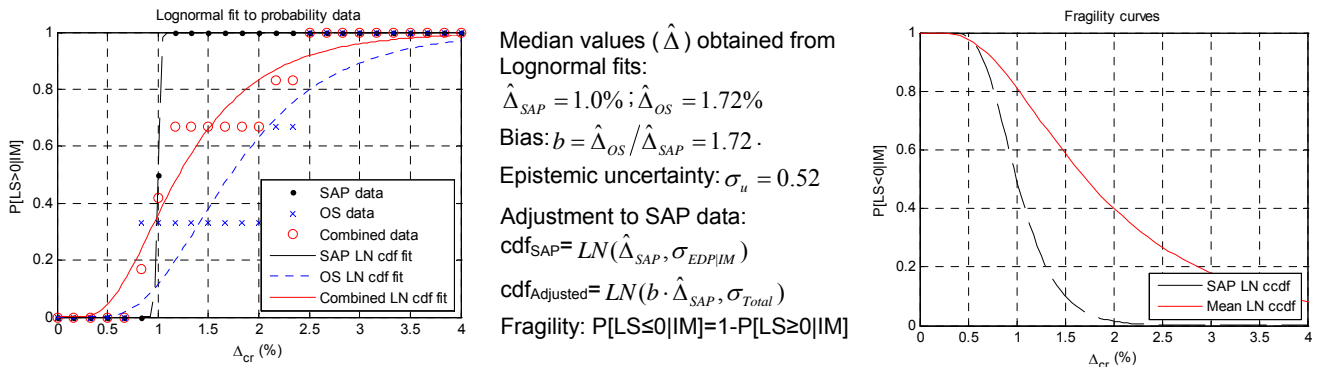 Lognormal fit to probability data
P[LS>0|IM]
1
0.8
0.6
0.4
0.2
0
0 0.5 1 1.5 2 2.5 3 3.5 4
Δcr (%)
SAP data
OS data
Combined data
SAP LN cdf fit
OS LN cdf fit
Combined LN cdf fit
Median values (Δ̂) obtained from
Lognormal fits:
Δ̂SAP = 1.0% ; Δ̂OS = 1.72%
Bias: b = Δ̂OS / Δ̂SAP = 1.72 .
Epistemic uncertainty: σu = 0.52
Adjustment to SAP data:
cdfSAP= LN(Δ̂SAP, σEDP|IM)
cdfAdjusted= LN(b · Δ̂SAP, σTotal)
Fragility: P[LS≤0|IM]=1-P[LS≥0|IM]
Fragility curves
P[LS<0|IM]
1
0.8
0.6
0.4
0.2
0
0 0.5 1 1.5 2 2.5 3 3.5 4
Δcr (%)
SAP LN ccdf
Mean LN ccdf